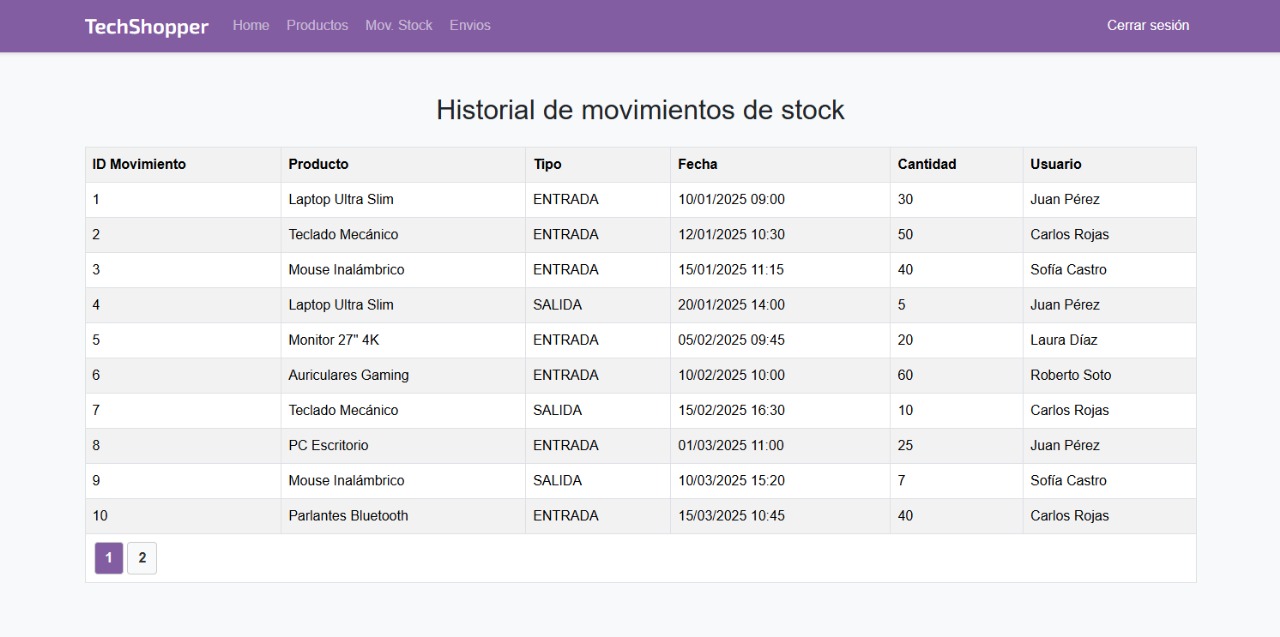 TechShopper Home Productos Mov. Stock Envios Cerrar sesión
Historial de movimientos de stock
ID Movimiento Producto Tipo Fecha Cantidad Usuario
1 Laptop Ultra Slim ENTRADA 10/01/2025 09:00 30 Juan Pérez
2 Teclado Mecánico ENTRADA 12/01/2025 10:30 50 Carlos Rojas
3 Mouse Inalámbrico ENTRADA 15/01/2025 11:15 40 Sofía Castro
4 Laptop Ultra Slim SALIDA 20/01/2025 14:00 5 Juan Pérez
5 Monitor 27" 4K ENTRADA 05/02/2025 09:45 20 Laura Díaz
6 Auriculares Gaming ENTRADA 10/02/2025 10:00 60 Roberto Soto
7 Teclado Mecánico SALIDA 15/02/2025 16:30 10 Carlos Rojas
8 PC Escritorio ENTRADA 01/03/2025 11:00 25 Juan Pérez
9 Mouse Inalámbrico SALIDA 10/03/2025 15:20 7 Sofía Castro
10 Parlantes Bluetooth ENTRADA 15/03/2025 10:45 40 Carlos Rojas
1 2